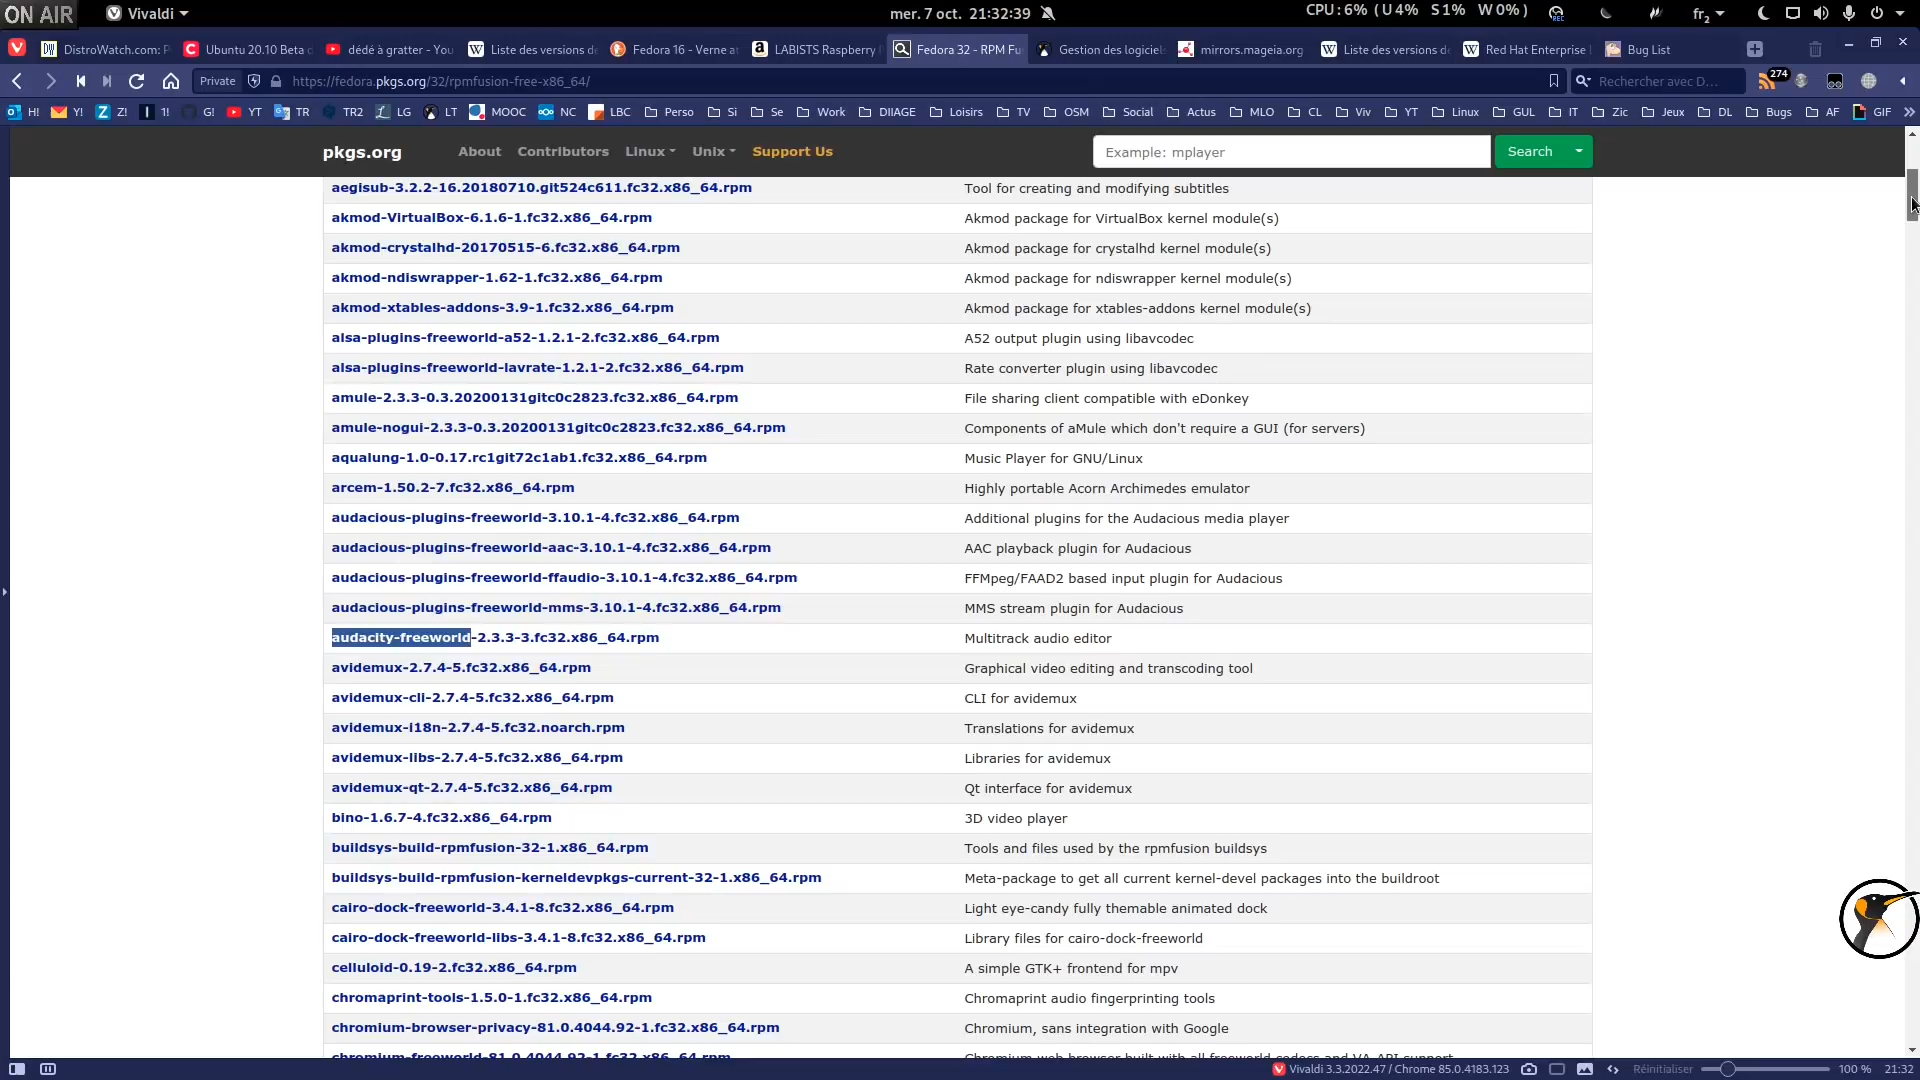 ON AIR Vivaldi mer. 7 oct. 21:32:39 CPU: 6% ( U 4% S 1% W 0% ) REC fr₂
DistroWatch.com: P Ubuntu 20.10 Beta d dédé à gratter - You Liste des versions de Fedora 16 - Verne at LABISTS Raspberry Fedora 32 - RPM Fu Gestion des logiciels mirrors.mageia.org Liste des versions de Red Hat Enterprise Bug List
Private https://fedora.pkgs.org/32/rpmfusion-free-x86_64/ Rechercher avec D... 274
H! Y! Z! 1! G! YT TR TR2 LG LT MOOC NC LBC Perso Si Se Work DIIAGE Loisirs TV OSM Social Actus MLO CL Viv YT Linux GUL IT Zic Jeux DL Bugs AF GIF
pkgs.org About Contributors Linux Unix Support Us Example: mplayer Search
aegisub-3.2.2-16.20180710.git524c611.fc32.x86_64.rpm Tool for creating and modifying subtitles
akmod-VirtualBox-6.1.6-1.fc32.x86_64.rpm Akmod package for VirtualBox kernel module(s)
akmod-crystalhd-20170515-6.fc32.x86_64.rpm Akmod package for crystalhd kernel module(s)
akmod-ndiswrapper-1.62-1.fc32.x86_64.rpm Akmod package for ndiswrapper kernel module(s)
akmod-xtables-addons-3.9-1.fc32.x86_64.rpm Akmod package for xtables-addons kernel module(s)
alsa-plugins-freeworld-a52-1.2.1-2.fc32.x86_64.rpm A52 output plugin using libavcodec
alsa-plugins-freeworld-lavrate-1.2.1-2.fc32.x86_64.rpm Rate converter plugin using libavcodec
amule-2.3.3-0.3.20200131gitc0c2823.fc32.x86_64.rpm File sharing client compatible with eDonkey
amule-nogui-2.3.3-0.3.20200131gitc0c2823.fc32.x86_64.rpm Components of aMule which don't require a GUI (for servers)
aqualung-1.0-0.17.rc1git72c1ab1.fc32.x86_64.rpm Music Player for GNU/Linux
arcem-1.50.2-7.fc32.x86_64.rpm Highly portable Acorn Archimedes emulator
audacious-plugins-freeworld-3.10.1-4.fc32.x86_64.rpm Additional plugins for the Audacious media player
audacious-plugins-freeworld-aac-3.10.1-4.fc32.x86_64.rpm AAC playback plugin for Audacious
audacious-plugins-freeworld-ffaudio-3.10.1-4.fc32.x86_64.rpm FFMpeg/FAAD2 based input plugin for Audacious
audacious-plugins-freeworld-mms-3.10.1-4.fc32.x86_64.rpm MMS stream plugin for Audacious
audacity-freeworld-2.3.3-3.fc32.x86_64.rpm Multitrack audio editor
avidemux-2.7.4-5.fc32.x86_64.rpm Graphical video editing and transcoding tool
avidemux-cli-2.7.4-5.fc32.x86_64.rpm CLI for avidemux
avidemux-i18n-2.7.4-5.fc32.noarch.rpm Translations for avidemux
avidemux-libs-2.7.4-5.fc32.x86_64.rpm Libraries for avidemux
avidemux-qt-2.7.4-5.fc32.x86_64.rpm Qt interface for avidemux
bino-1.6.7-4.fc32.x86_64.rpm 3D video player
buildsys-build-rpmfusion-32-1.x86_64.rpm Tools and files used by the rpmfusion buildsys
buildsys-build-rpmfusion-kerneldevpkgs-current-32-1.x86_64.rpm Meta-package to get all current kernel-devel packages into the buildroot
cairo-dock-freeworld-3.4.1-8.fc32.x86_64.rpm Light eye-candy fully themable animated dock
cairo-dock-freeworld-libs-3.4.1-8.fc32.x86_64.rpm Library files for cairo-dock-freeworld
celluloid-0.19-2.fc32.x86_64.rpm A simple GTK+ frontend for mpv
chromaprint-tools-1.5.0-1.fc32.x86_64.rpm Chromaprint audio fingerprinting tools
chromium-browser-privacy-81.0.4044.92-1.fc32.x86_64.rpm Chromium, sans integration with Google
chromium-freeworld-81.0.4044.92-1.fc32.x86_64.rpm Chromium web browser built with all freeworld codecs and VA-API support
Vivaldi 3.3.2022.47 / Chrome 85.0.4183.123 Réinitialiser 100 % 21:32